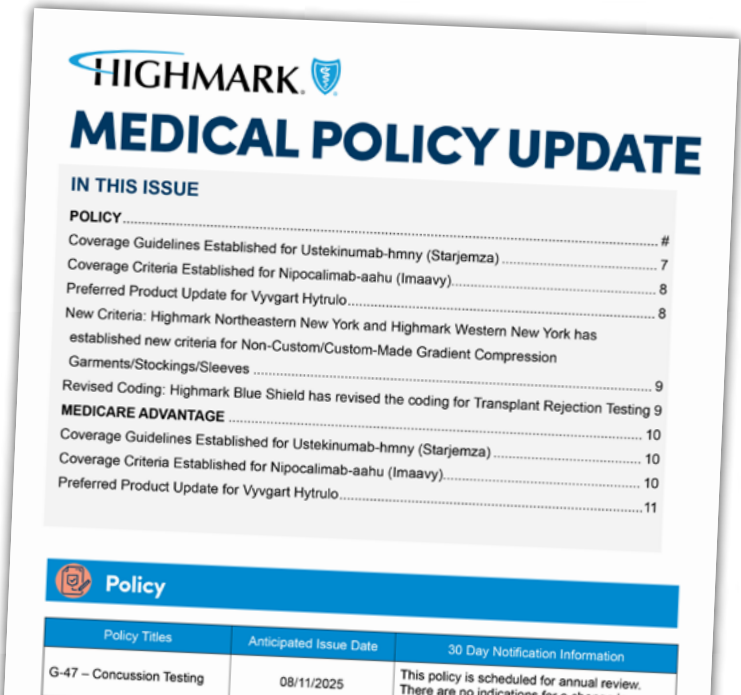 HIGHMARK.
MEDICAL POLICY UPDATE
IN THIS ISSUE
POLICY ........ #
Coverage Guidelines Established for Ustekinumab-hmny (Starjemza) ........ 7
Coverage Criteria Established for Nipocalimab-aahu (Imaavy) ........ 8
Preferred Product Update for Vyvgart Hytrulo ........ 8
New Criteria: Highmark Northeastern New York and Highmark Western New York has
established new criteria for Non-Custom/Custom-Made Gradient Compression
Garments/Stockings/Sleeves ........ 9
Revised Coding: Highmark Blue Shield has revised the coding for Transplant Rejection Testing 9
MEDICARE ADVANTAGE ........ 10
Coverage Guidelines Established for Ustekinumab-hmny (Starjemza) ........ 10
Coverage Criteria Established for Nipocalimab-aahu (Imaavy) ........ 10
Preferred Product Update for Vyvgart Hytrulo ........ 11
Policy
Policy Titles Anticipated Issue Date 30 Day Notification Information
G-47 – Concussion Testing 08/11/2025 This policy is scheduled for annual review.
There are no indications for a